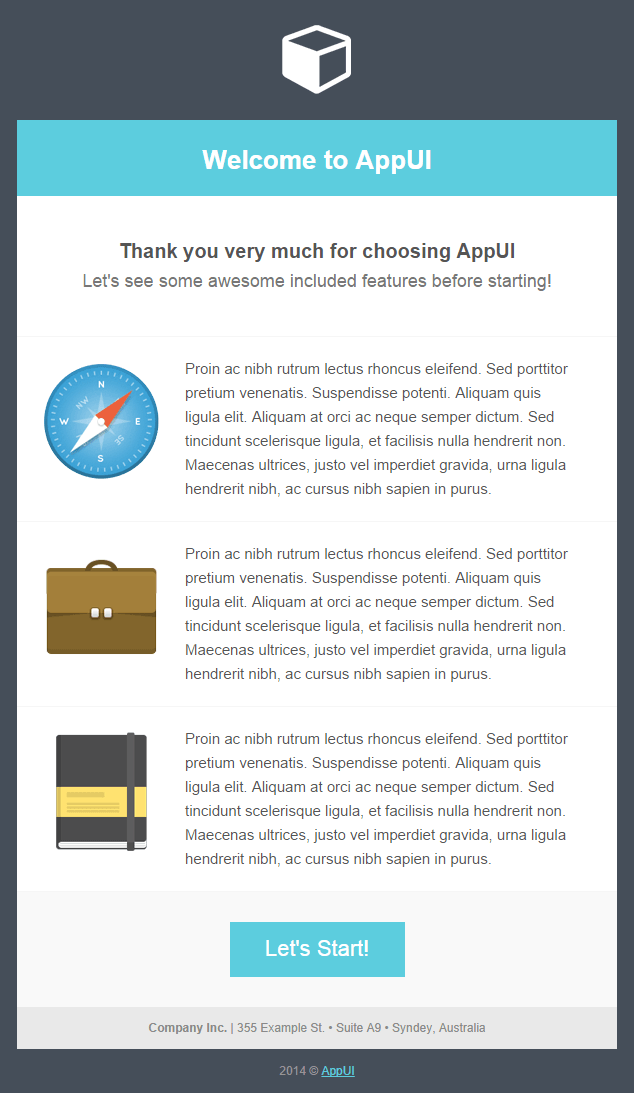 Welcome to AppUI
Thank you very much for choosing AppUI
Let's see some awesome included features before starting!
N
NW
W
E
SE
S
Proin ac nibh rutrum lectus rhoncus eleifend. Sed porttitor
pretium venenatis. Suspendisse potenti. Aliquam quis
ligula elit. Aliquam at orci ac neque semper dictum. Sed
tincidunt scelerisque ligula, et facilisis nulla hendrerit non.
Maecenas ultrices, justo vel imperdiet gravida, urna ligula
hendrerit nibh, ac cursus nibh sapien in purus.
Proin ac nibh rutrum lectus rhoncus eleifend. Sed porttitor
pretium venenatis. Suspendisse potenti. Aliquam quis
ligula elit. Aliquam at orci ac neque semper dictum. Sed
tincidunt scelerisque ligula, et facilisis nulla hendrerit non.
Maecenas ultrices, justo vel imperdiet gravida, urna ligula
hendrerit nibh, ac cursus nibh sapien in purus.
Proin ac nibh rutrum lectus rhoncus eleifend. Sed porttitor
pretium venenatis. Suspendisse potenti. Aliquam quis
ligula elit. Aliquam at orci ac neque semper dictum. Sed
tincidunt scelerisque ligula, et facilisis nulla hendrerit non.
Maecenas ultrices, justo vel imperdiet gravida, urna ligula
hendrerit nibh, ac cursus nibh sapien in purus.
Let's Start!
Company Inc. | 355 Example St. • Suite A9 • Syndey, Australia
2014 © AppUI